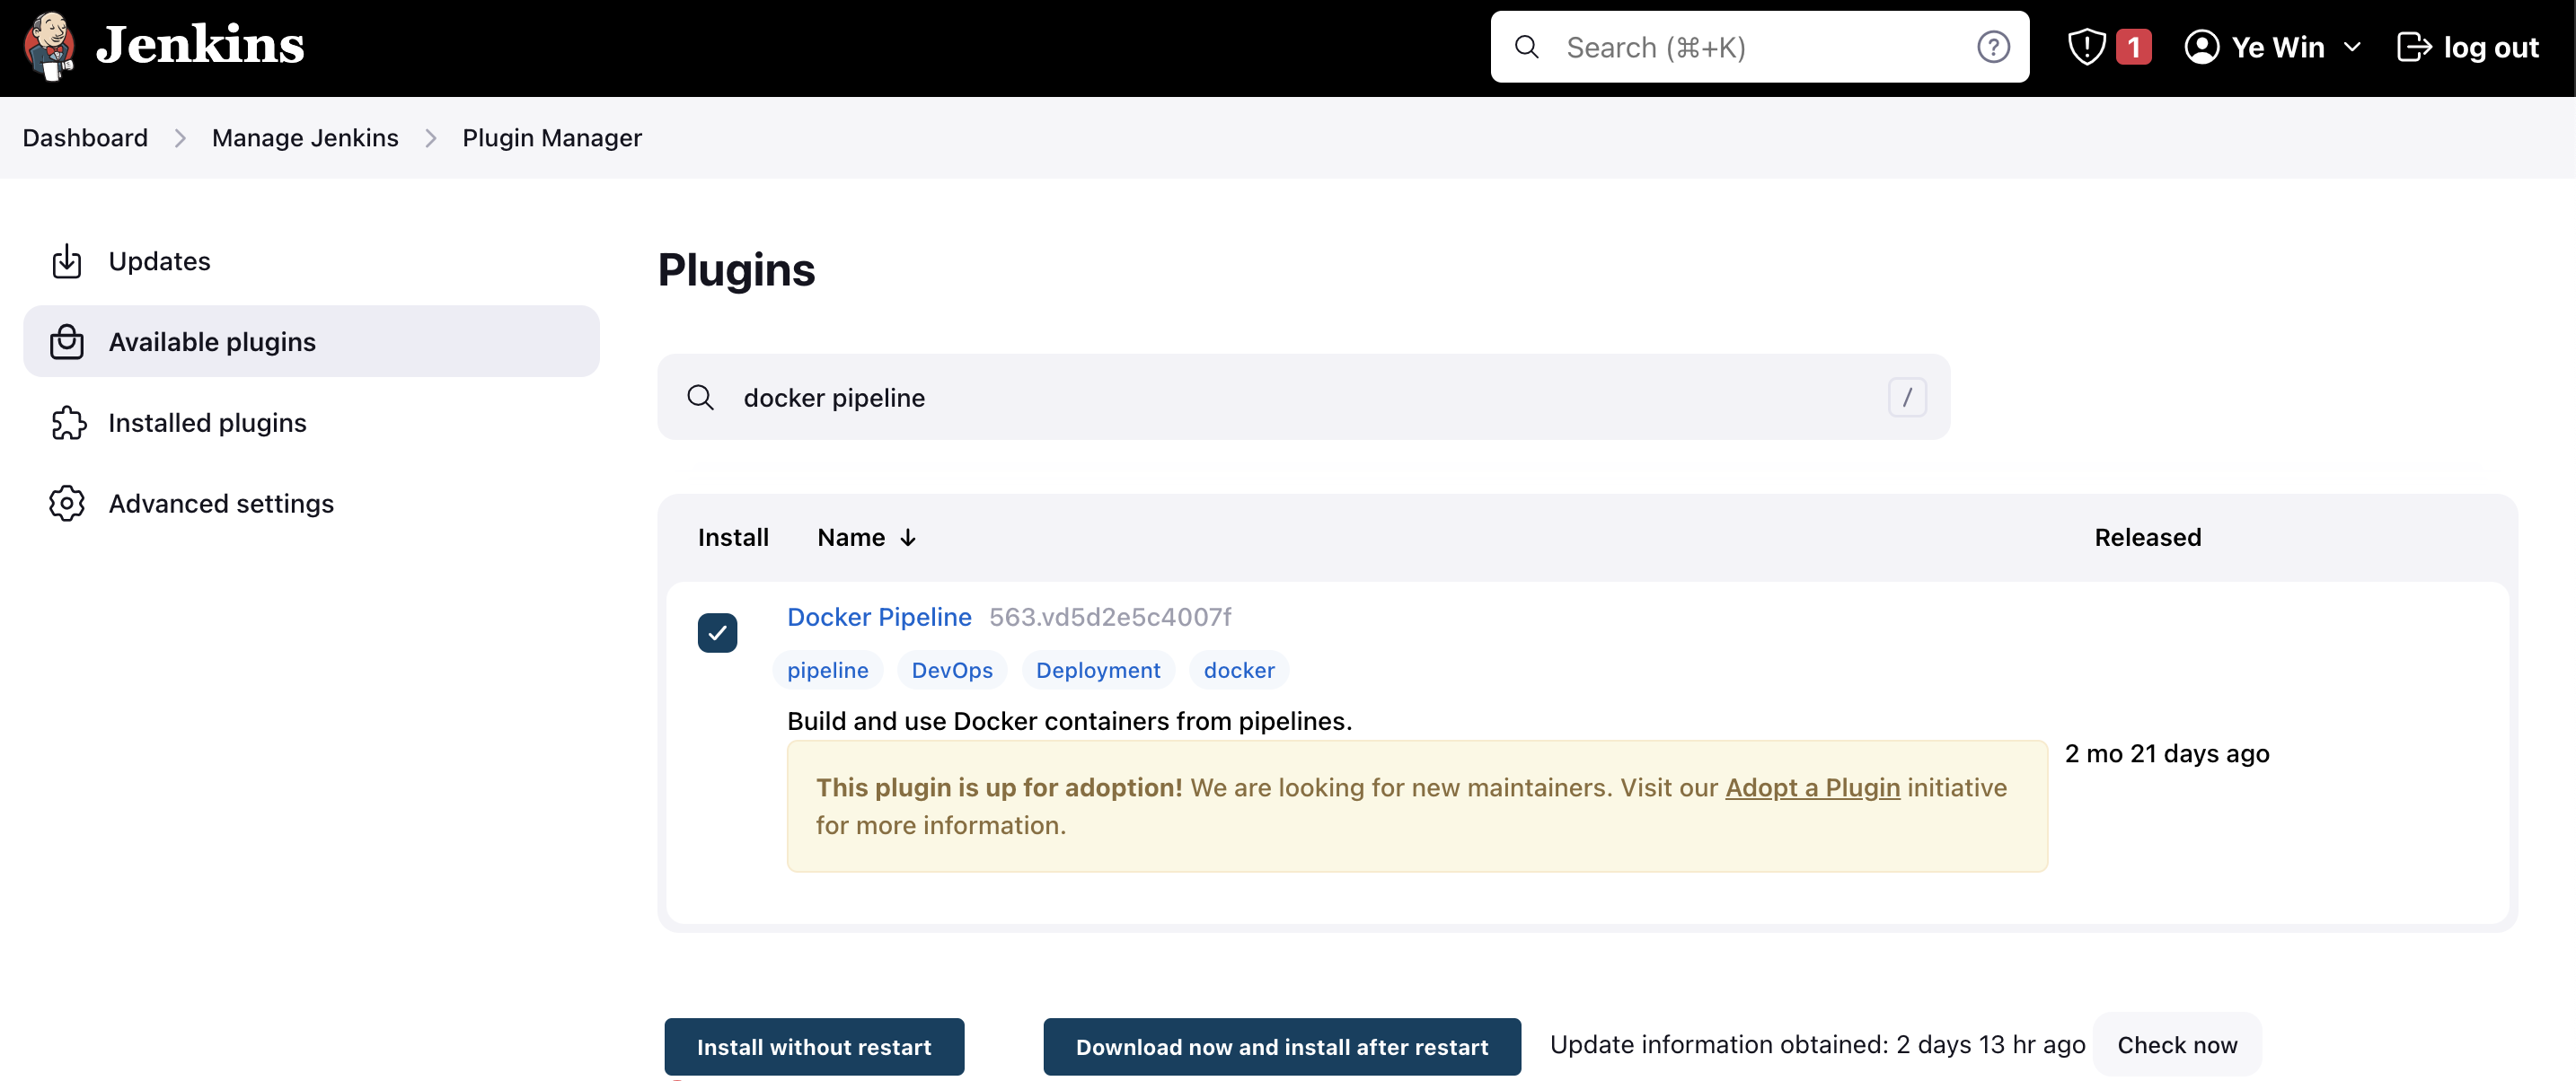 Jenkins
Search (⌘+K)
1
Ye Win
log out
Dashboard
Manage Jenkins
Plugin Manager
Updates
Available plugins
Installed plugins
Advanced settings
Plugins
docker pipeline
/
Install
Name ↓
Released
Docker Pipeline 563.vd5d2e5c4007f
pipeline DevOps Deployment docker
Build and use Docker containers from pipelines.
This plugin is up for adoption! We are looking for new maintainers. Visit our Adopt a Plugin initiative
for more information.
2 mo 21 days ago
Install without restart
Download now and install after restart
Update information obtained: 2 days 13 hr ago
Check now